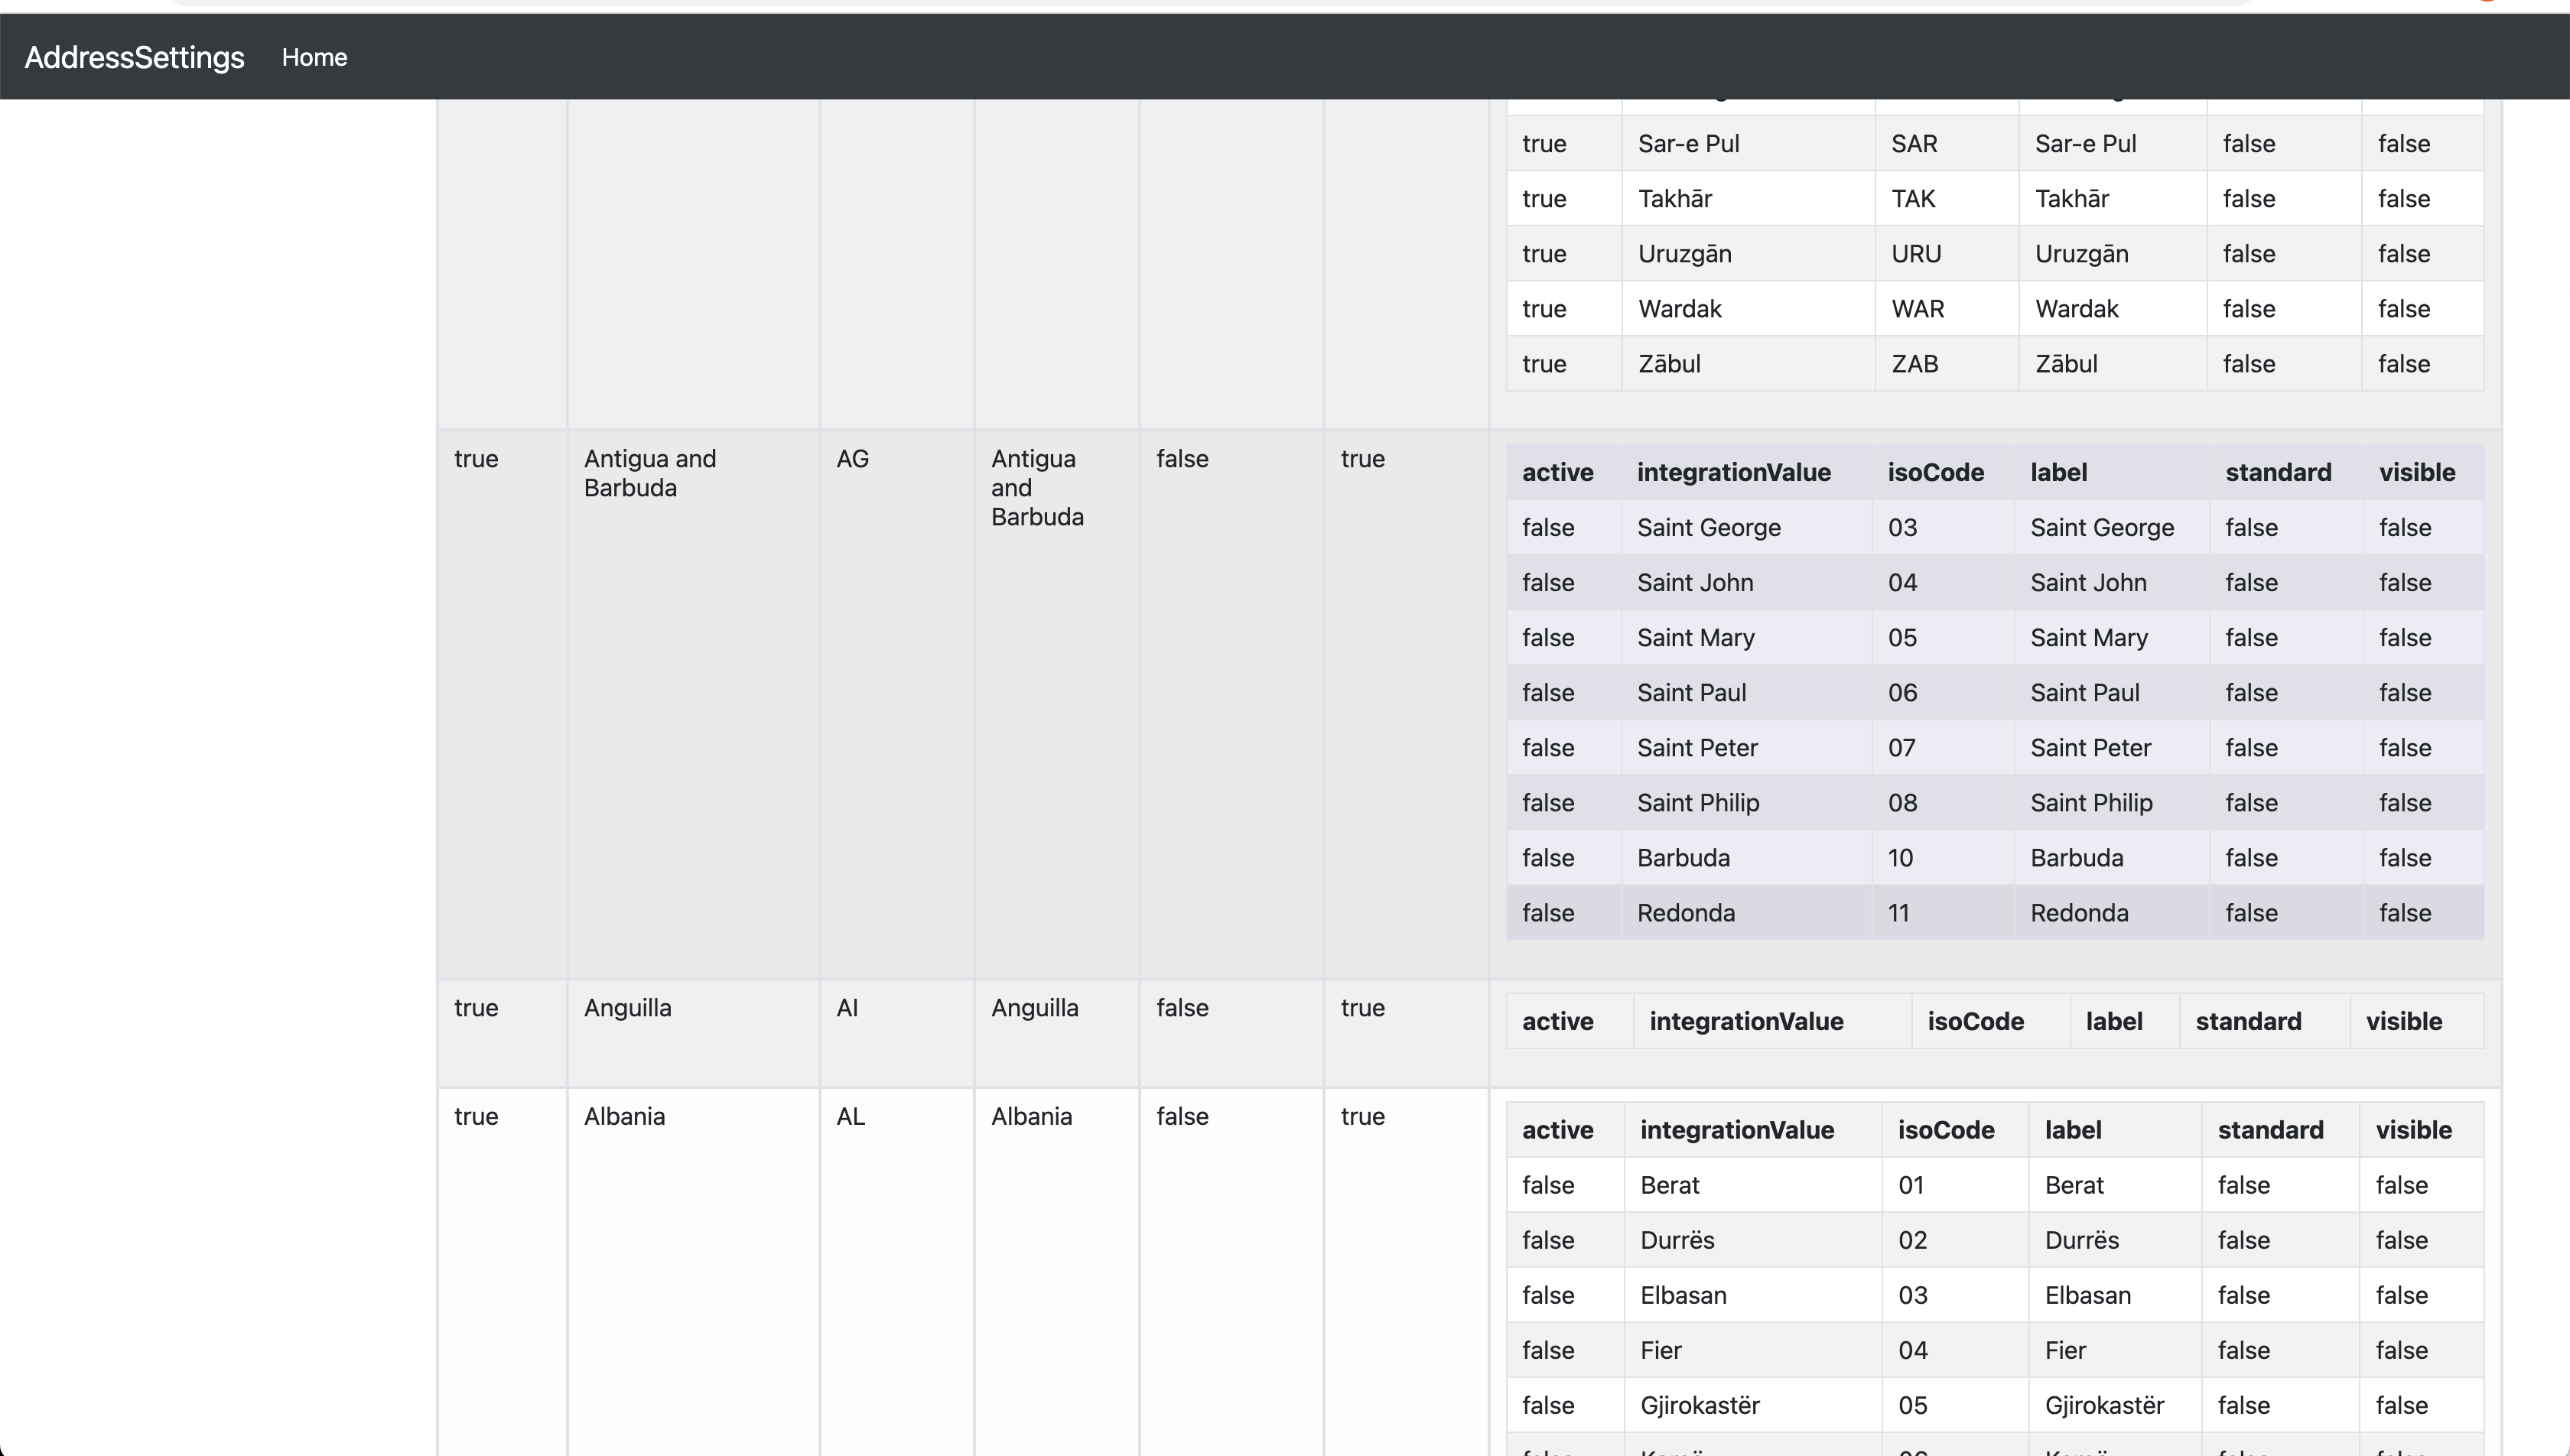 AddressSettings Home
true Sar-e Pul SAR Sar-e Pul false false
true Takhār TAK Takhār false false
true Uruzgān URU Uruzgān false false
true Wardak WAR Wardak false false
true Zābul ZAB Zābul false false
true Antigua and Barbuda AG Antigua and Barbuda false true
active integrationValue isoCode label standard visible
false Saint George 03 Saint George false false
false Saint John 04 Saint John false false
false Saint Mary 05 Saint Mary false false
false Saint Paul 06 Saint Paul false false
false Saint Peter 07 Saint Peter false false
false Saint Philip 08 Saint Philip false false
false Barbuda 10 Barbuda false false
false Redonda 11 Redonda false false
true Anguilla AI Anguilla false true
active integrationValue isoCode label standard visible
true Albania AL Albania false true
active integrationValue isoCode label standard visible
false Berat 01 Berat false false
false Durrës 02 Durrës false false
false Elbasan 03 Elbasan false false
false Fier 04 Fier false false
false Gjirokastër 05 Gjirokastër false false